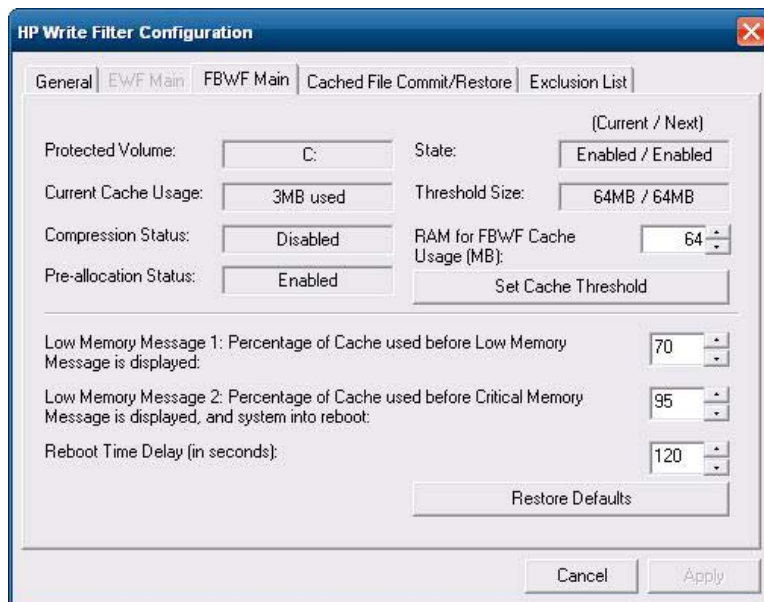 HP Write Filter Configuration
General EWF Main FBWF Main Cached File Commit/Restore Exclusion List
(Current / Next)
Protected Volume: C: State: Enabled / Enabled
Current Cache Usage: 3MB used Threshold Size: 64MB / 64MB
Compression Status: Disabled RAM for FBWF Cache
Usage (MB): 64
Pre-allocation Status: Enabled Set Cache Threshold
Low Memory Message 1: Percentage of Cache used before Low Memory
Message is displayed: 70
Low Memory Message 2: Percentage of Cache used before Critical Memory
Message is displayed, and system into reboot: 95
Reboot Time Delay (in seconds): 120
Restore Defaults
Cancel Apply